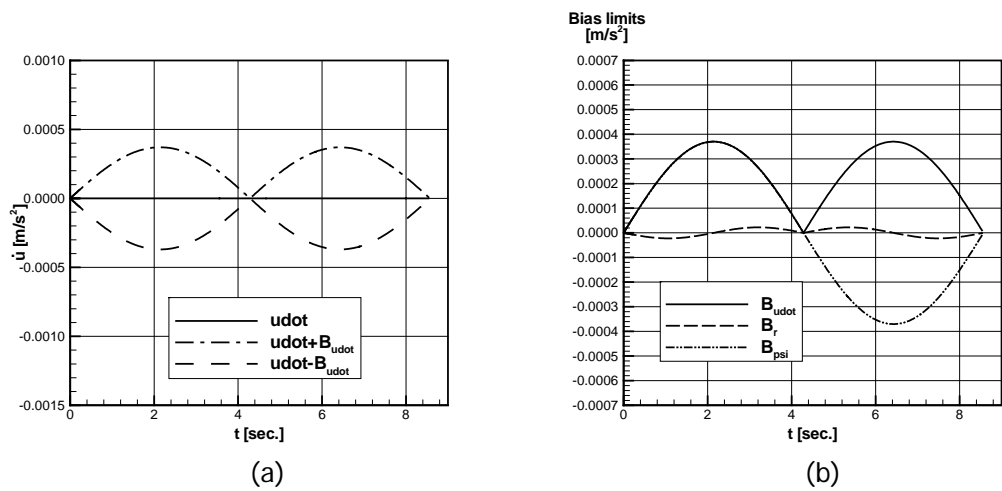 0.0010
0.0005
0.0000
-0.0005
-0.0010
-0.0015
u̇ [m/s²]
udot
udot+B_udot
udot-B_udot
0 2 4 6 8
t [sec.]
(a)
Bias limits
[m/s²]
0.0007
0.0006
0.0005
0.0004
0.0003
0.0002
0.0001
0.0000
-0.0001
-0.0002
-0.0003
-0.0004
-0.0005
-0.0006
-0.0007
B_udot
B_r
B_psi
0 2 4 6 8
t [sec.]
(b)